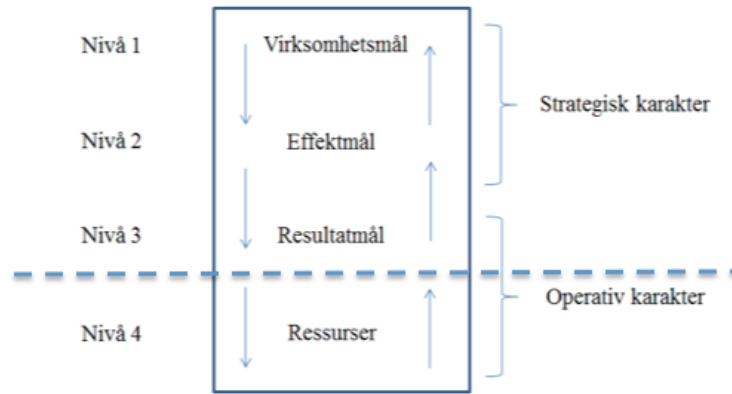 Nivå 1 Virksomhetsmål
Strategisk karakter
Nivå 2 Effektmål
Nivå 3 Resultatmål
Operativ karakter
Nivå 4 Ressurser